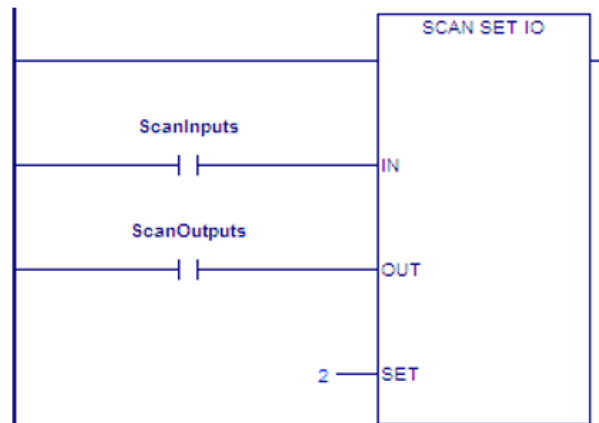 SCAN SET IO
ScanInputs
IN
ScanOutputs
OUT
2 SET